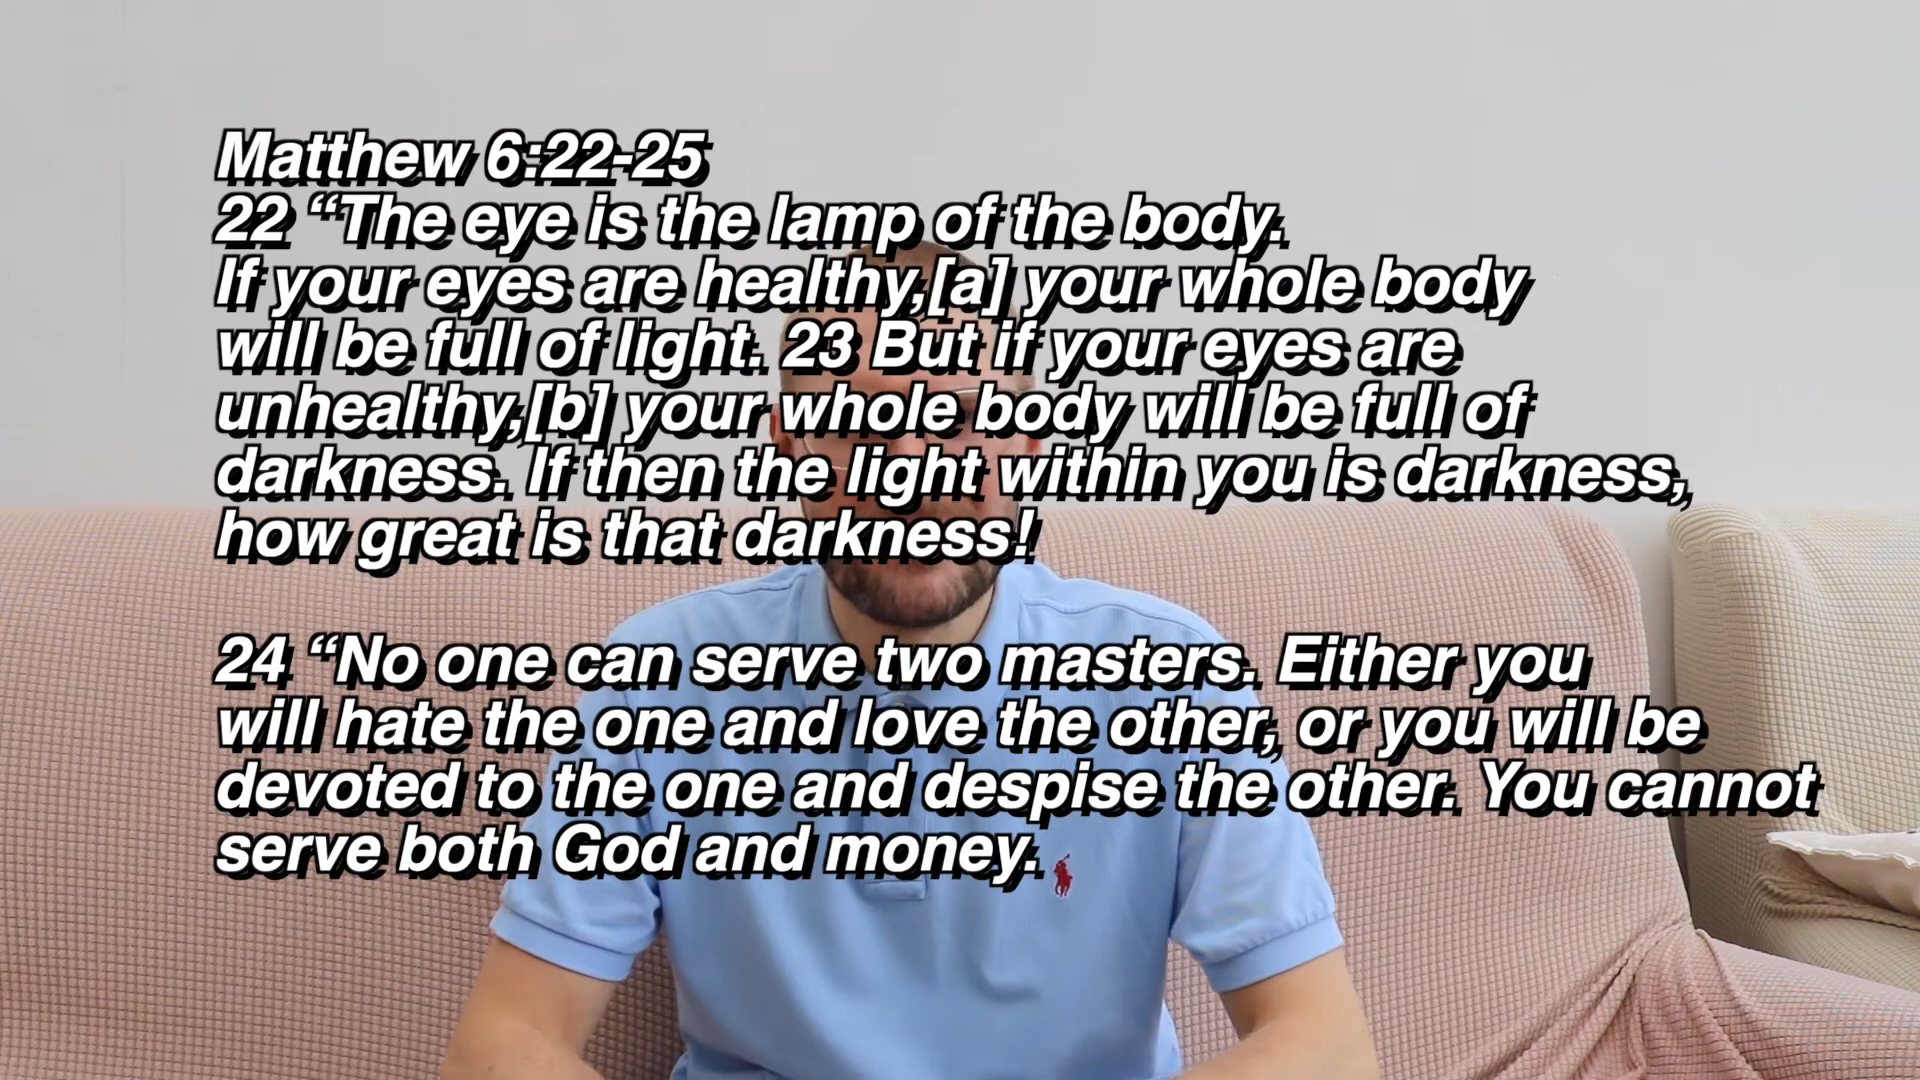 Matthew 6:22-25
22 “The eye is the lamp of the body.
If your eyes are healthy,[a] your whole body
will be full of light. 23 But if your eyes are
unhealthy,[b] your whole body will be full of
darkness. If then the light within you is darkness,
how great is that darkness!
24 “No one can serve two masters. Either you
will hate the one and love the other, or you will be
devoted to the one and despise the other. You cannot
serve both God and money.